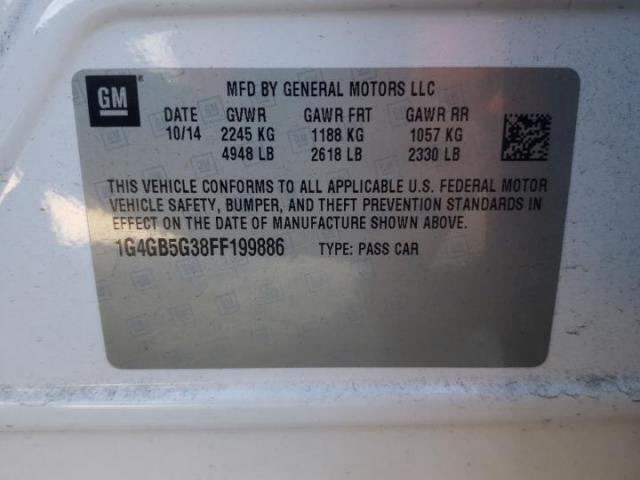 GM
MFD BY GENERAL MOTORS LLC
DATE GVWR GAWR FRT GAWR RR
10/14 2245 KG 1188 KG 1057 KG
4948 LB 2618 LB 2330 LB
THIS VEHICLE CONFORMS TO ALL APPLICABLE U.S. FEDERAL MOTOR
VEHICLE SAFETY, BUMPER, AND THEFT PREVENTION STANDARDS IN
EFFECT ON THE DATE OF MANUFACTURE SHOWN ABOVE.
1G4GB5G38FF199886 TYPE: PASS CAR